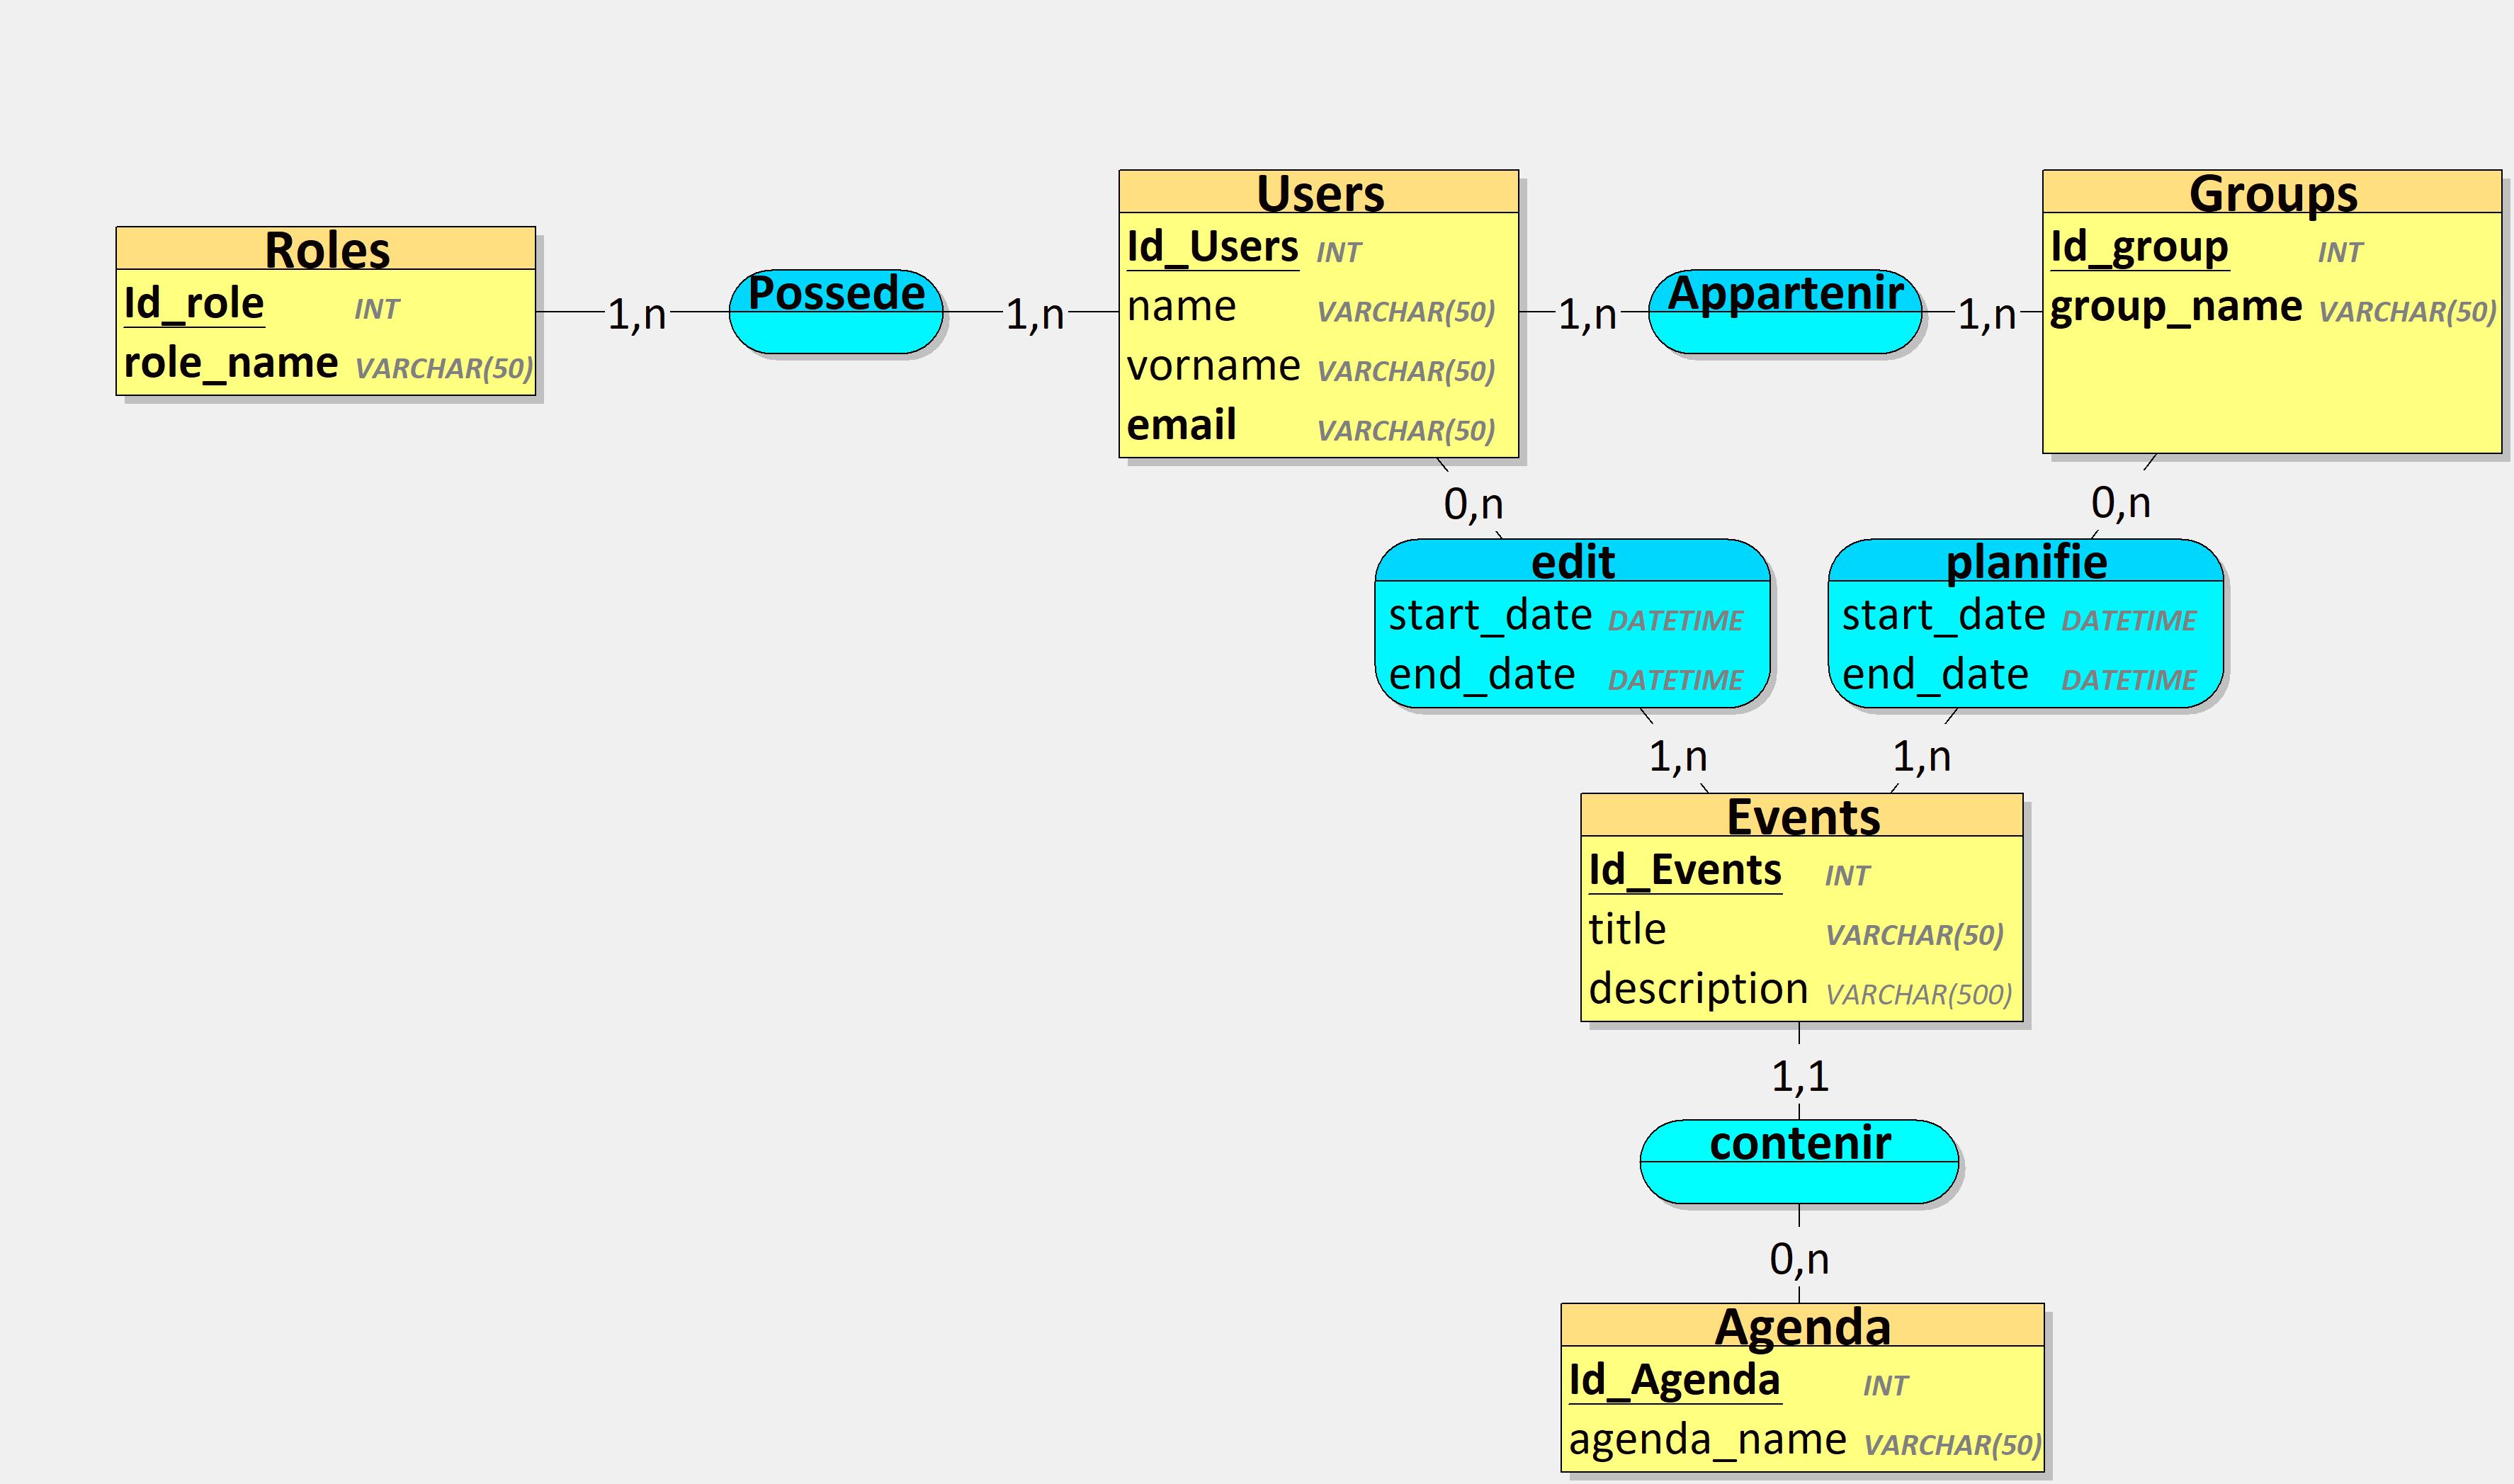 Roles
Id_role INT
role_name VARCHAR(50)
1,n
Possede
1,n
Users
Id_Users INT
name VARCHAR(50)
vorname VARCHAR(50)
email VARCHAR(50)
1,n
Appartenir
1,n
Groups
Id_group INT
group_name VARCHAR(50)
0,n
0,n
edit
start_date DATETIME
end_date DATETIME
planifie
start_date DATETIME
end_date DATETIME
1,n
1,n
Events
Id_Events INT
title VARCHAR(50)
description VARCHAR(500)
1,1
contenir
0,n
Agenda
Id_Agenda INT
agenda_name VARCHAR(50)